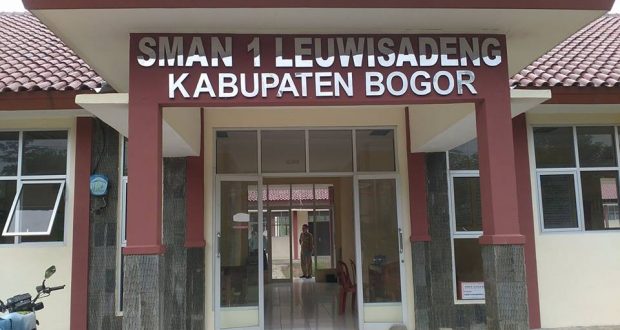 SMAN 1 LEUWISADENG
KABUPATEN BOGOR